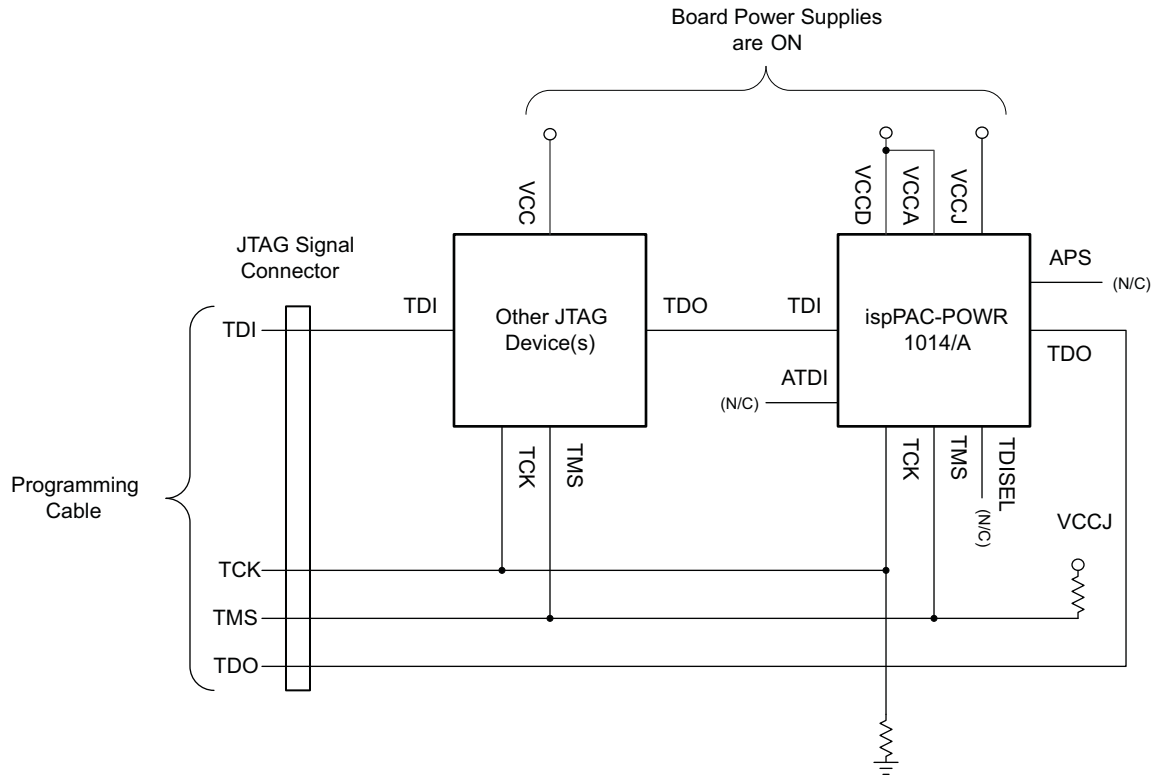 Board Power Supplies
are ON
VCC
VCCD
VCCA
VCCJ
JTAG Signal
Connector
TDI
TDI
Other JTAG
Device(s)
TDO
TDI
ispPAC-POWR
1014/A
APS
(N/C)
TDO
ATDI
(N/C)
TCK
TMS
TCK
TMS
TDISEL
(N/C)
VCCJ
Programming
Cable
TCK
TMS
TDO